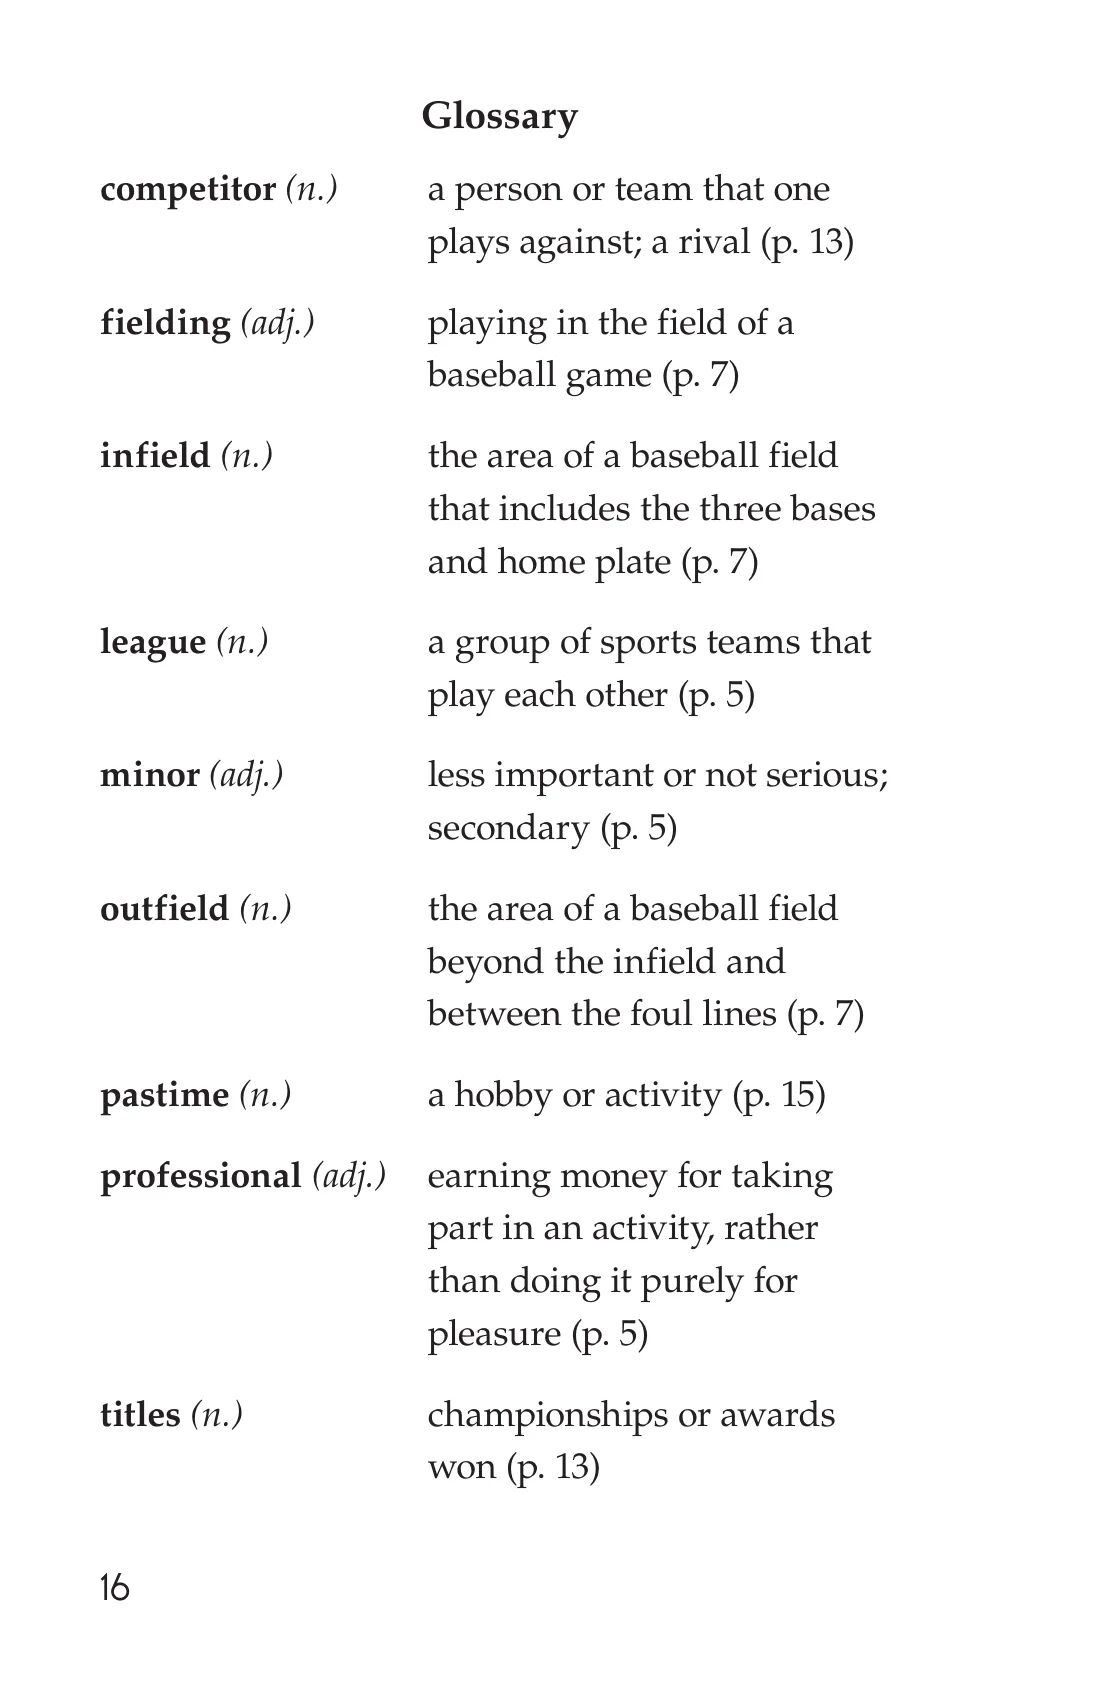 Glossary
competitor (n.) a person or team that one
plays against; a rival (p. 13)
fielding (adj.) playing in the field of a
baseball game (p. 7)
infield (n.) the area of a baseball field
that includes the three bases
and home plate (p. 7)
league (n.) a group of sports teams that
play each other (p. 5)
minor (adj.) less important or not serious;
secondary (p. 5)
outfield (n.) the area of a baseball field
beyond the infield and
between the foul lines (p. 7)
pastime (n.) a hobby or activity (p. 15)
professional (adj.) earning money for taking
part in an activity, rather
than doing it purely for
pleasure (p. 5)
titles (n.) championships or awards
won (p. 13)
16